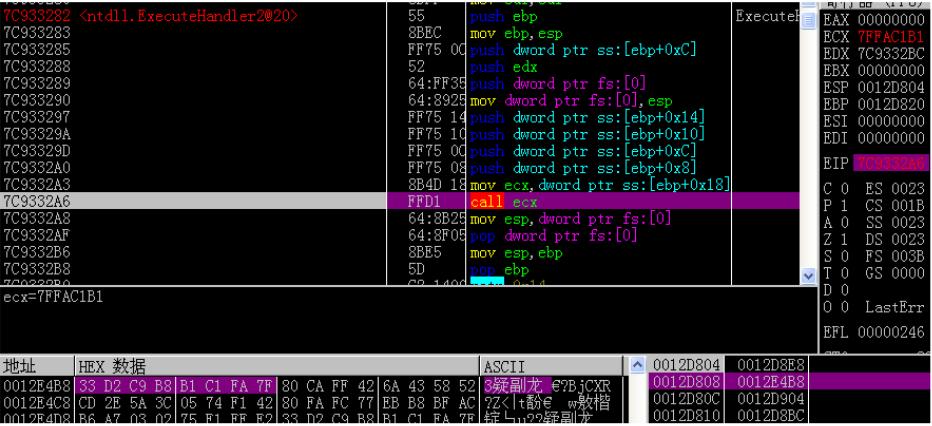 7C933282 <ntdll.ExecuteHandler2@20> 55 push ebp
7C933283 8BEC mov ebp,esp
7C933285 FF75 0C push dword ptr ss:[ebp+0xC]
7C933288 52 push edx
7C933289 64:FF35 push dword ptr fs:[0]
7C933290 64:8925 mov dword ptr fs:[0],esp
7C933297 FF75 14 push dword ptr ss:[ebp+0x14]
7C93329A FF75 10 push dword ptr ss:[ebp+0x10]
7C93329D FF75 0C push dword ptr ss:[ebp+0xC]
7C9332A0 FF75 08 push dword ptr ss:[ebp+0x8]
7C9332A3 8B4D 18 mov ecx,dword ptr ss:[ebp+0x18]
7C9332A6 FFD1 call ecx
7C9332A8 64:8B25 mov esp,dword ptr fs:[0]
7C9332AF 64:8F05 pop dword ptr fs:[0]
7C9332B6 8BE5 mov esp,ebp
7C9332B8 5D pop ebp
ecx=7FFAC1B1
EAX 00000000
ECX 7FFAC1B1
EDX 7C9332BC
EBX 00000000
ESP 0012D804
EBP 0012D820
ESI 00000000
EDI 00000000
EIP 7C9332A6
C 0 ES 0023
P 1 CS 001B
A 0 SS 0023
Z 1 DS 0023
S 0 FS 003B
T 0 GS 0000
D 0
O 0 LastErr
EFL 00000246
地址 HEX 数据 ASCII
0012E4B8 33 D2 C9 B8 B1 C1 FA 7F 80 CA FF 42 6A 43 58 52 3疑副龙 €?BjCXR
0012E4C8 CD 2E 5A 3C 05 74 F1 42 80 FA FC 77 EB B8 BF AC
0012E4D8 B6 A7 03 02 75 F1 FF E2 33 D2 C9 B8 B1 C1 FA 7F
0012D804 0012D8E8
0012D808 0012E4B8
0012D80C 0012D904
0012D810 0012D8BC